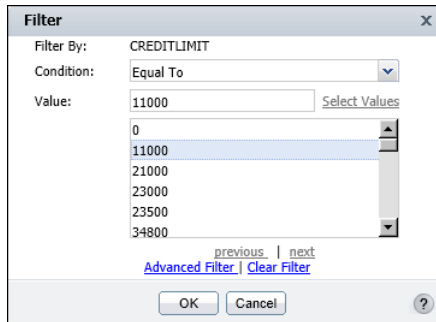 Filter x
Filter By: CREDITLIMIT
Condition: Equal To
Value: 11000 Select Values
0
11000
21000
23000
23500
34800
previous | next
Advanced Filter | Clear Filter
OK Cancel ?